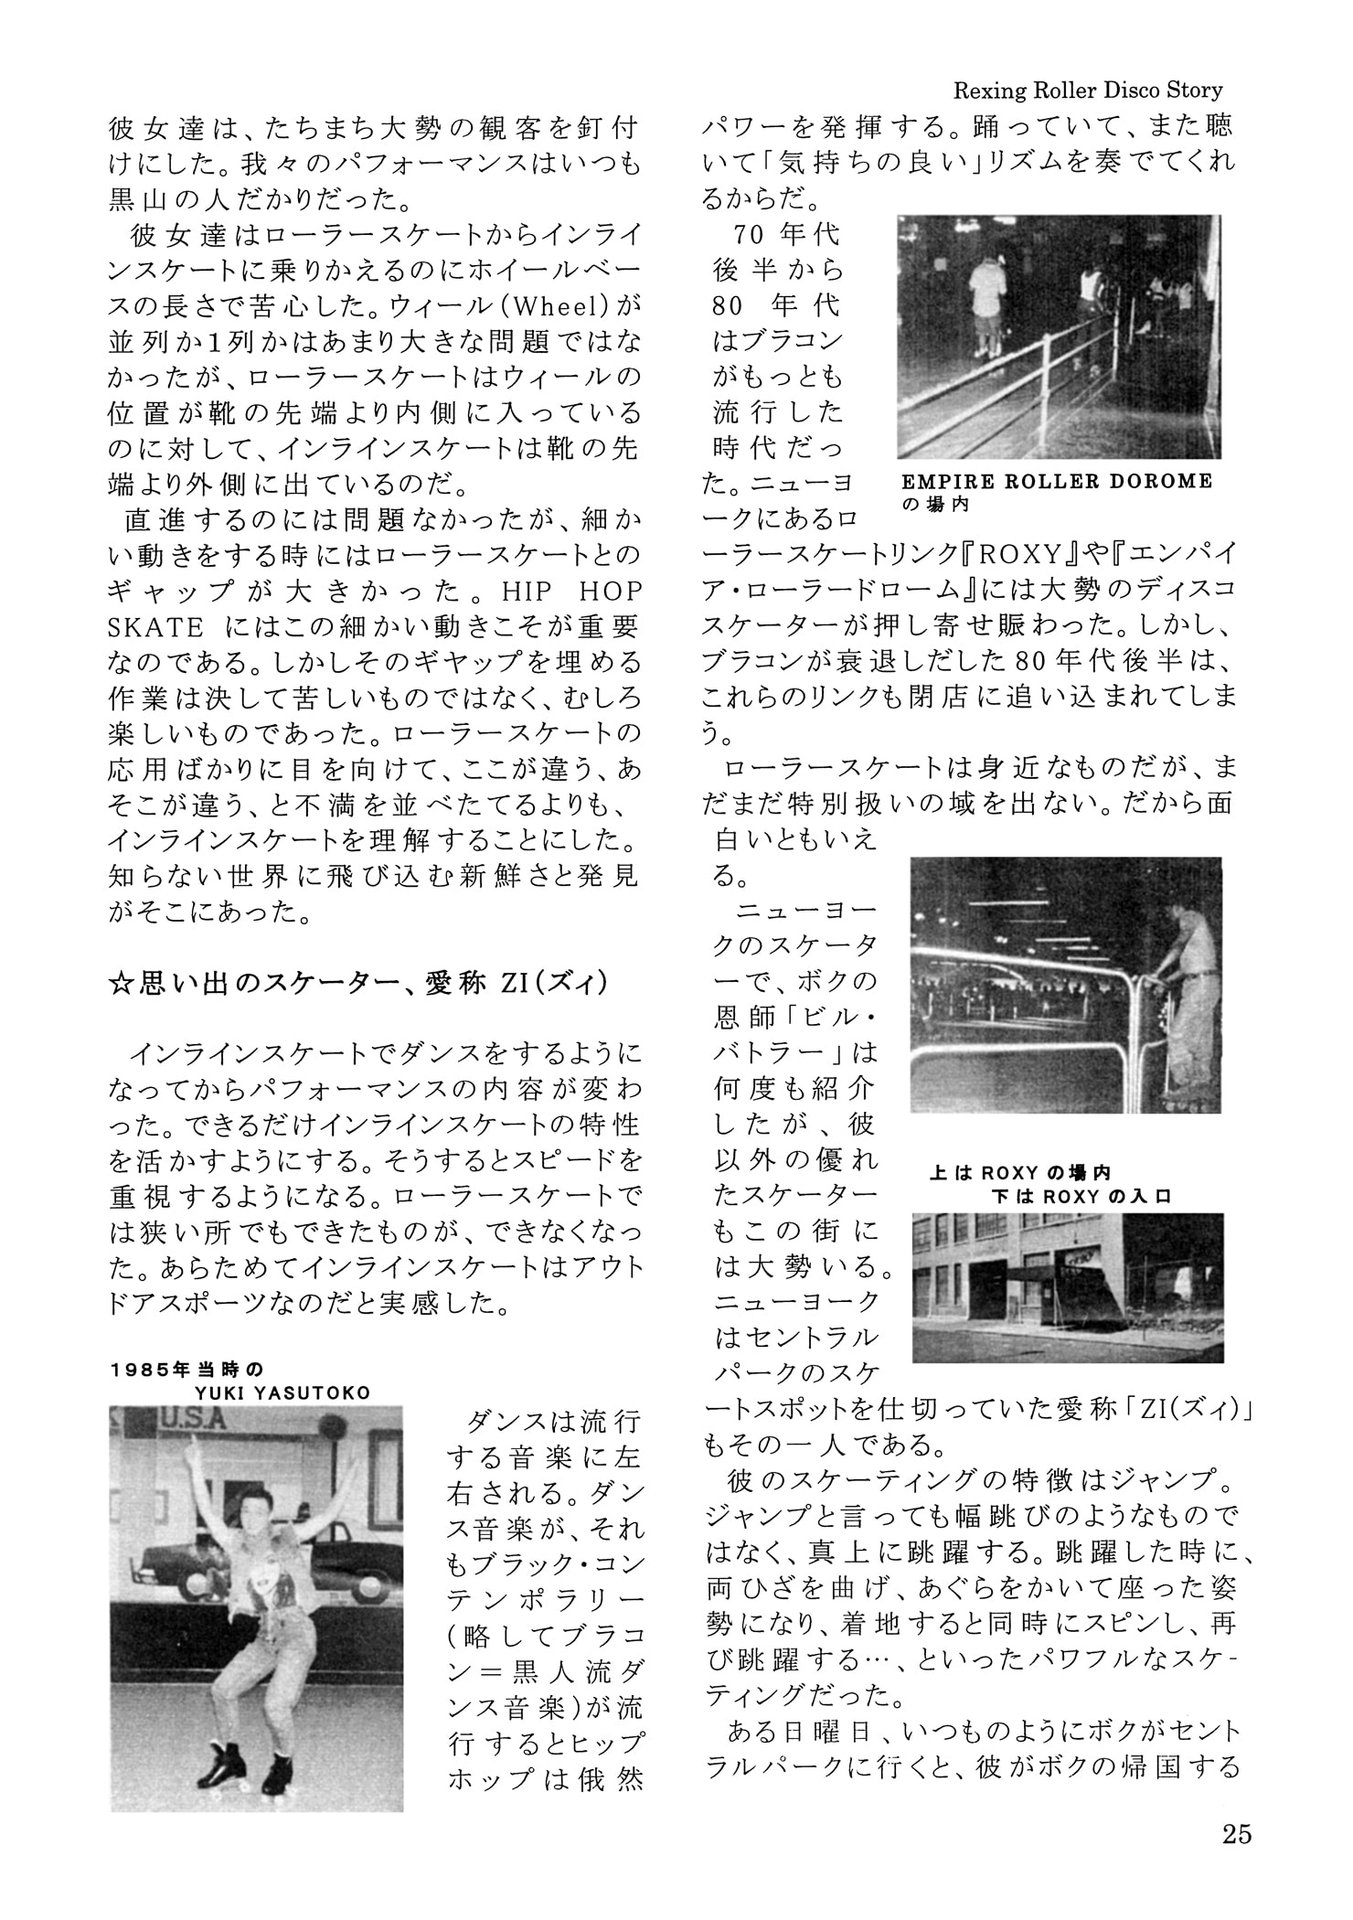 Rexing Roller Disco Story
彼女達は、たちまち大勢の観客を釘付
けにした。我々のパフォーマンスはいつも
黒山の人だかりだった。
彼女達はローラースケートからインライ
ンスケートに乗りかえるのにホイールベー
スの長さで苦心した。ウィール(Wheel)が
並列か1列かはあまり大きな問題ではな
かったが、ローラースケートはウィールの
位置が靴の先端より内側に入っている
のに対して、インラインスケートは靴の先
端より外側に出ているのだ。
直進するのには問題なかったが、細か
い動きをする時にはローラースケートとの
ギャップが大きかった。HIP HOP
SKATE にはこの細かい動きこそが重要
なのである。しかしそのギヤップを埋める
作業は決して苦しいものではなく、むしろ
楽しいものであった。ローラースケートの
応用ばかりに目を向けて、ここが違う、あ
そこが違う、と不満を並べたてるよりも、
インラインスケートを理解することにした。
知らない世界に飛び込む新鮮さと発見
がそこにあった。
☆思い出のスケーター、愛称 ZI(ズィ)
インラインスケートでダンスをするように
なってからパフォーマンスの内容が変わ
った。できるだけインラインスケートの特性
を活かすようにする。そうするとスピードを
重視するようになる。ローラースケートで
は狭い所でもできたものが、できなくなっ
た。あらためてインラインスケートはアウト
ドアスポーツなのだと実感した。
1985年当時の
YUKI YASUTOKO
U.S.A
ダンスは流行
する音楽に左
右される。ダン
ス音楽が、それ
もブラック・コン
テンポラリー
(略してブラコ
ン=黒人流ダ
ンス音楽)が流
行するとヒップ
ホップは俄然
パワーを発揮する。踊っていて、また聴
いて「気持ちの良い」リズムを奏でてくれ
るからだ。
70 年代
後半から
80 年代
はブラコン
がもっとも
流行した
時代だっ
た。ニューヨ
ークにあるロ
ーラースケートリンク『ROXY』や『エンパイ
ア・ローラードローム』には大勢のディスコ
スケーターが押し寄せ賑わった。しかし、
ブラコンが衰退しだした 80 年代後半は、
これらのリンクも閉店に追い込まれてしま
う。
EMPIRE ROLLER DOROME
の場内
ローラースケートは身近なものだが、ま
だまだ特別扱いの域を出ない。だから面
白いともいえ
る。
ニューヨー
クのスケータ
ーで、ボクの
恩師「ビル・
バトラー」は
何度も紹介
したが、彼
以外の優れ
たスケーター
もこの街に
は大勢いる。
ニューヨーク
はセントラル
パークのスケ
ートスポットを仕切っていた愛称「ZI(ズィ)」
もその一人である。
上は ROXY の場内
下は ROXY の入口
彼のスケーティングの特徴はジャンプ。
ジャンプと言っても幅跳びのようなもので
はなく、真上に跳躍する。跳躍した時に、
両ひざを曲げ、あぐらをかいて座った姿
勢になり、着地すると同時にスピンし、再
び跳躍する…、といったパワフルなスケ-
ティングだった。
ある日曜日、いつものようにボクがセント
ラルパークに行くと、彼がボクの帰国する
25